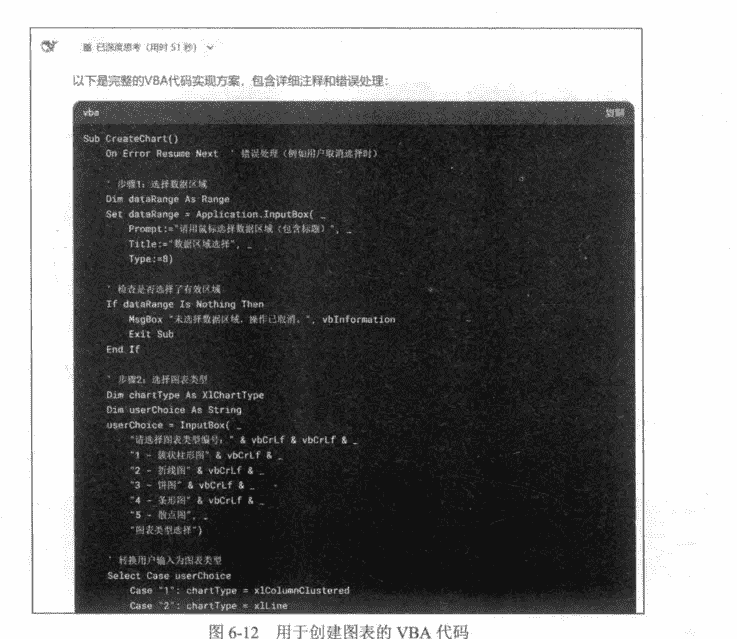 已深度思考（用时 51 秒）
以下是完整的VBA代码实现方案，包含详细注释和错误处理：
vba
复制
Sub CreateChart()
On Error Resume Next ' 错误处理（例如用户取消选择时）
' 步骤1：选择数据区域
Dim dataRange As Range
Set dataRange = Application.InputBox( _
Prompt:="请用鼠标选择数据区域（包含标题）", _
Title:="数据区域选择", _
Type:=8)
' 检查是否选择了有效区域
If dataRange Is Nothing Then
MsgBox "未选择数据区域，操作已取消。", vbInformation
Exit Sub
End If
' 步骤2：选择图表类型
Dim chartType As XlChartType
Dim userChoice As String
userChoice = InputBox( _
"请选择图表类型编号：" & vbCrLf & vbCrLf & _
"1 - 簇状柱形图" & vbCrLf & _
"2 - 折线图" & vbCrLf & _
"3 - 饼图" & vbCrLf & _
"4 - 条形图" & vbCrLf & _
"5 - 散点图", _
"图表类型选择")
' 转换用户输入为图表类型
Select Case userChoice
Case "1": chartType = xlColumnClustered
Case "2": chartType = xlLine
图 6-12 用于创建图表的 VBA 代码